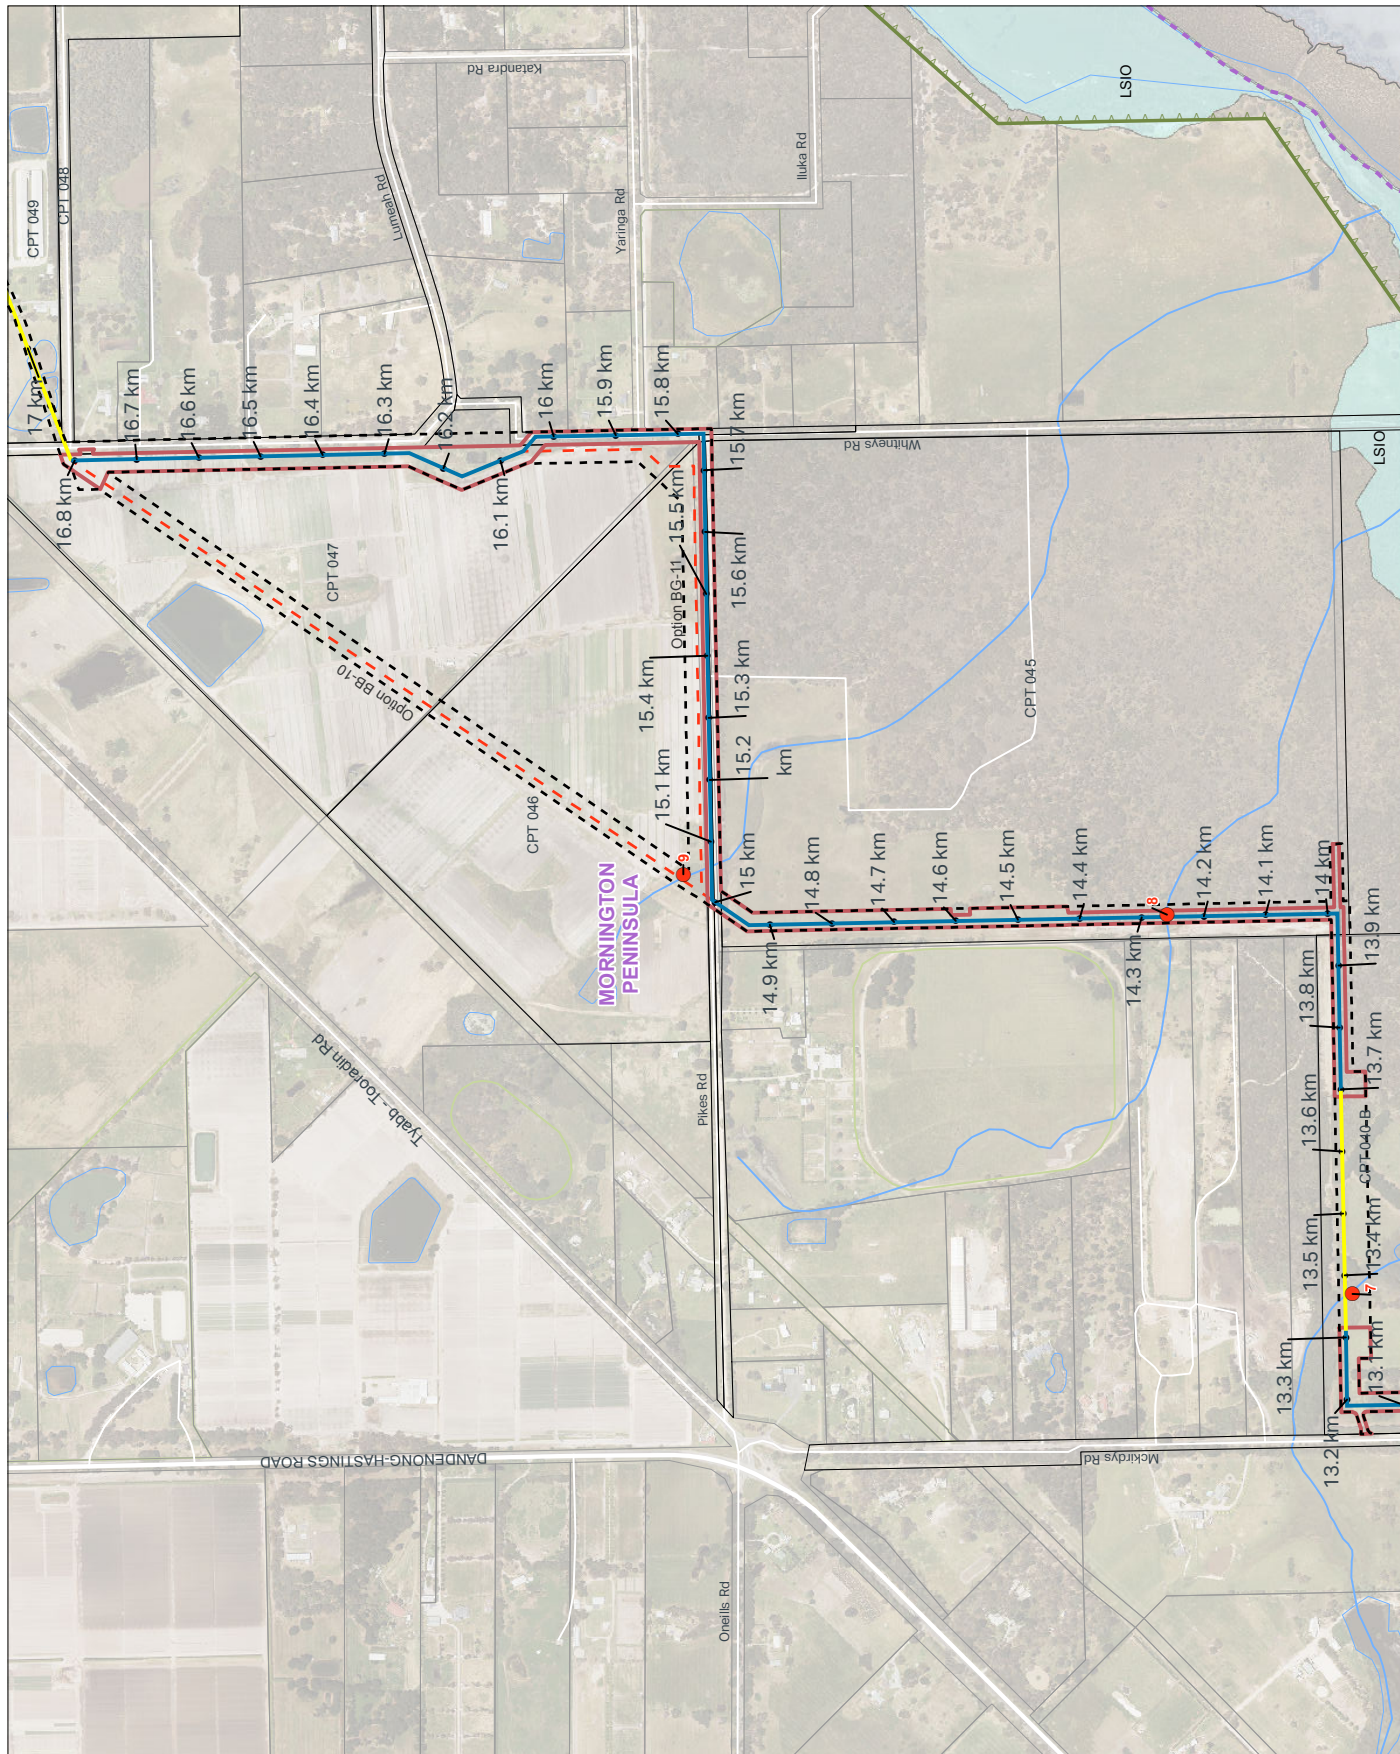 Katandra Rd
LSIO
Iluka Rd
CPT 048
CPT 049
Lumeah Rd
Yaringa Rd
17 km
16.7 km
16.6 km
16.5 km
16.4 km
16.3 km
16.2 km
16 km
15.9 km
15.8 km
15.7 km
Whitneys Rd
LSIO
16.8 km
16.1 km
15.5 km
15.6 km
CPT 047
Option BG-11
Option BB-10
15.4 km
15.3 km
CPT 045
15.2
km
15.1 km
CPT 046
MORNINGTON
PENINSULA
9
15 km
14.8 km
14.7 km
14.6 km
14.5 km
14.4 km
8
14.2 km
14.1 km
14 km
14.9 km
14.3 km
13.9 km
13.8 km
13.7 km
Tyabb - Tooradin Rd
Pikes Rd
13.6 km
CPT 040-B
13.5 km
13.4 km
7
13.3 km
13.1 km
13.2 km
DANDENONG-HASTINGS ROAD
Mckirdys Rd
Oneills Rd